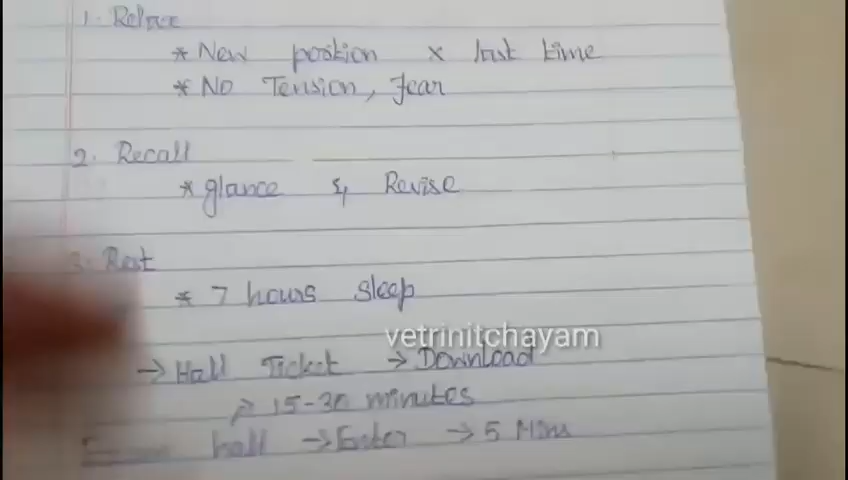 1. Relax
* New portion x last time
* No Tension, Fear
2. Recall
* glance & Revise
3. Rest
* 7 hours sleep
vetrinitchayam
→ Hall Ticket → Download
15-30 minutes
hall → Enter → 5 Mins